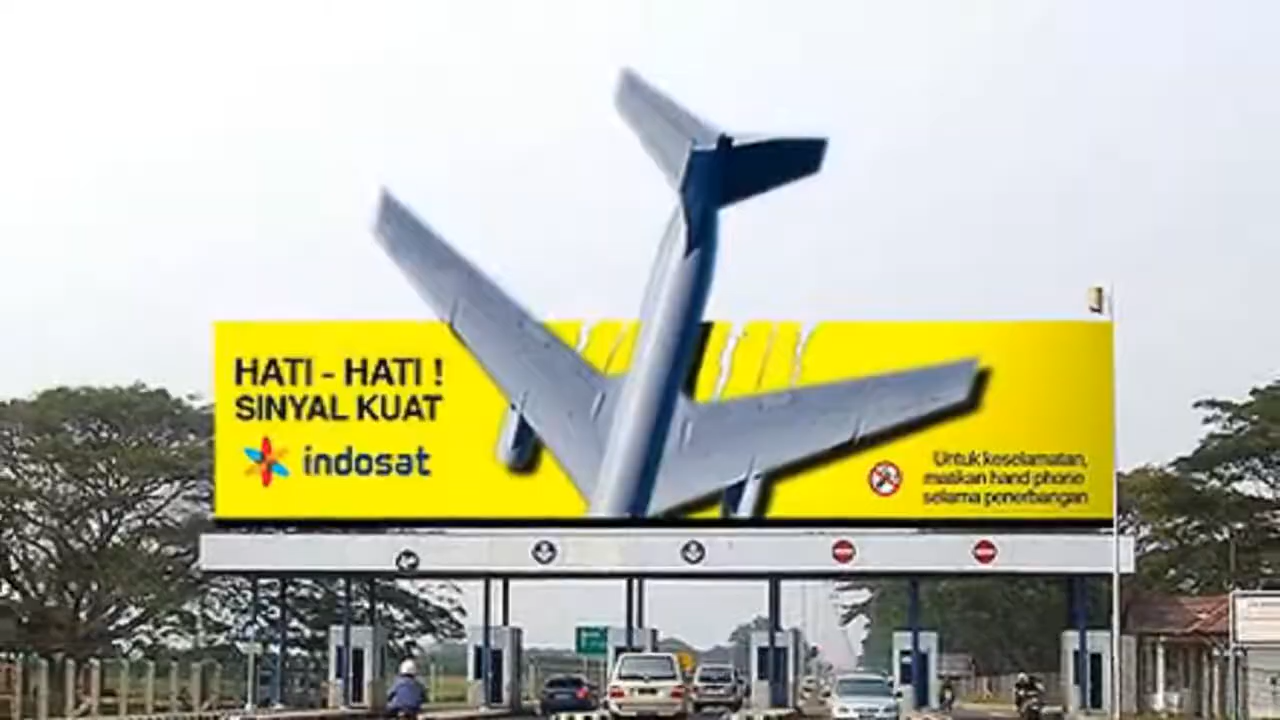 HATI - HATI !
SINYAL KUAT
indosat
Untuk keselamatan,
matikan hand phone
selama penerbangan